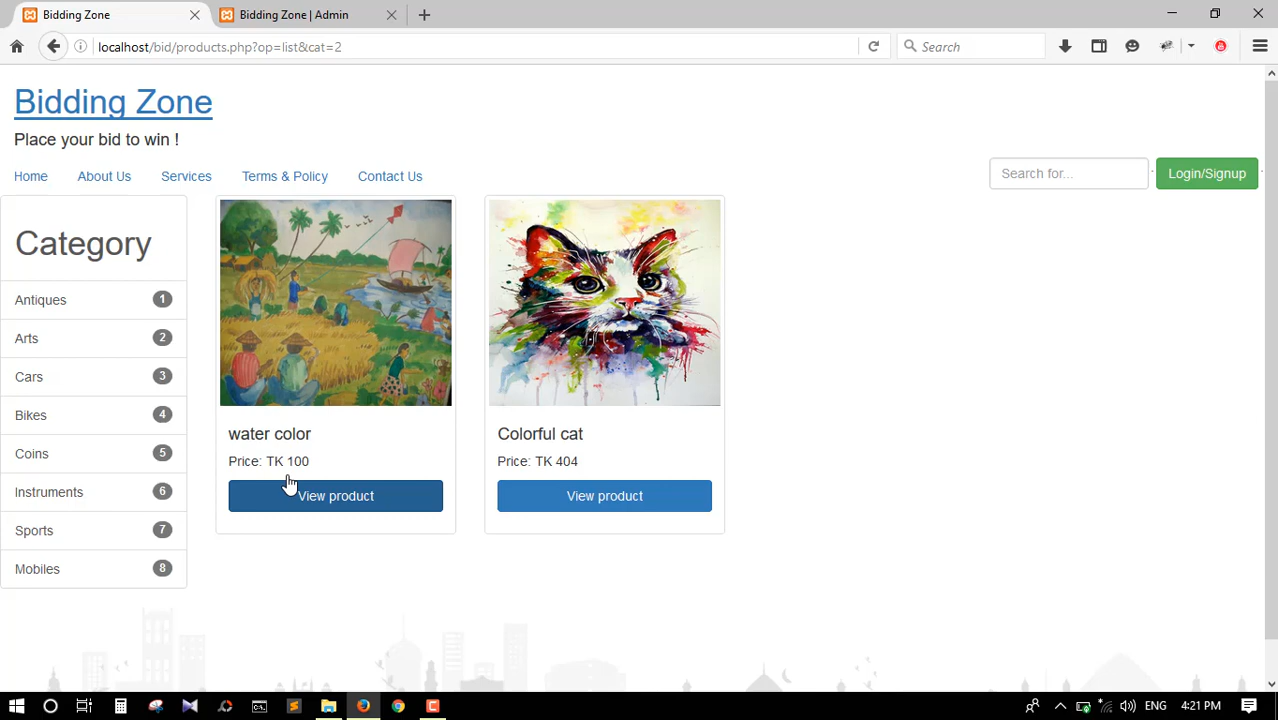 Bidding Zone
Bidding Zone | Admin
localhost/bid/products.php?op=list&cat=2
Search
Bidding Zone
Place your bid to win !
Home
About Us
Services
Terms & Policy
Contact Us
Search for...
Login/Signup
Category
Antiques 1
Arts 2
Cars 3
Bikes 4
Coins 5
Instruments 6
Sports 7
Mobiles 8
water color
Price: TK 100
View product
Colorful cat
Price: TK 404
View product
ENG
4:21 PM